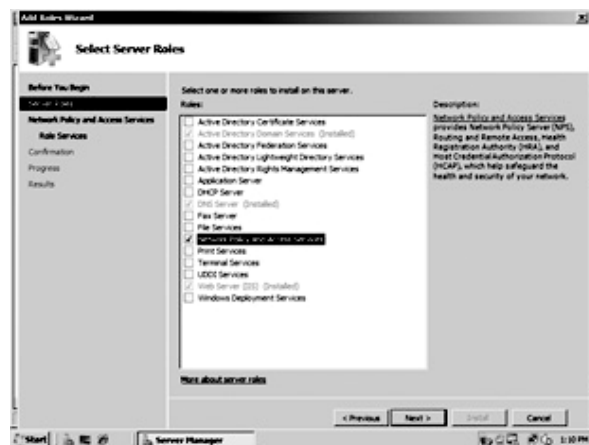 Add Roles Wizard
Select Server Roles
Before You Begin
Server Roles
Network Policy and Access Services
Role Services
Confirmation
Progress
Results
Select one or more roles to install on this server.
Roles:
Active Directory Certificate Services
Active Directory Domain Services (Installed)
Active Directory Federation Services
Active Directory Lightweight Directory Services
Active Directory Rights Management Services
Application Server
DHCP Server
DNS Server (Installed)
Fax Server
File Services
Network Policy and Access Services
Print Services
Terminal Services
UDDI Services
Web Server (IIS) (Installed)
Windows Deployment Services
More about server roles
Description:
Network Policy and Access Services
provides Network Policy Server (NPS),
Routing and Remote Access, Health
Registration Authority (HRA), and
Host Credential Authorization Protocol
(HCAP), which help safeguard the
health and security of your network.
< Previous
Next >
Install
Cancel
Start
Server Manager
1:10 PM